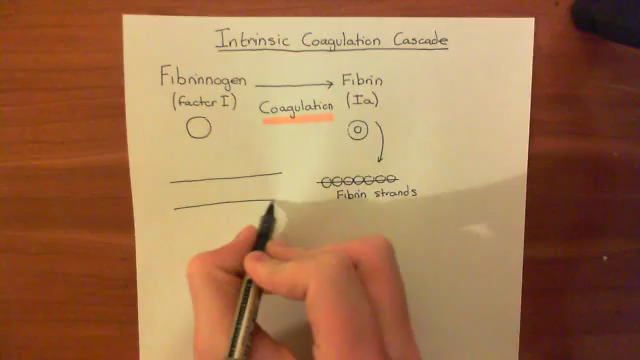 Intrinsic Coagulation Cascade
Fibrinnogen
Fibrin
(factor I)
Coagulation
(Ia)
Fibrin strands